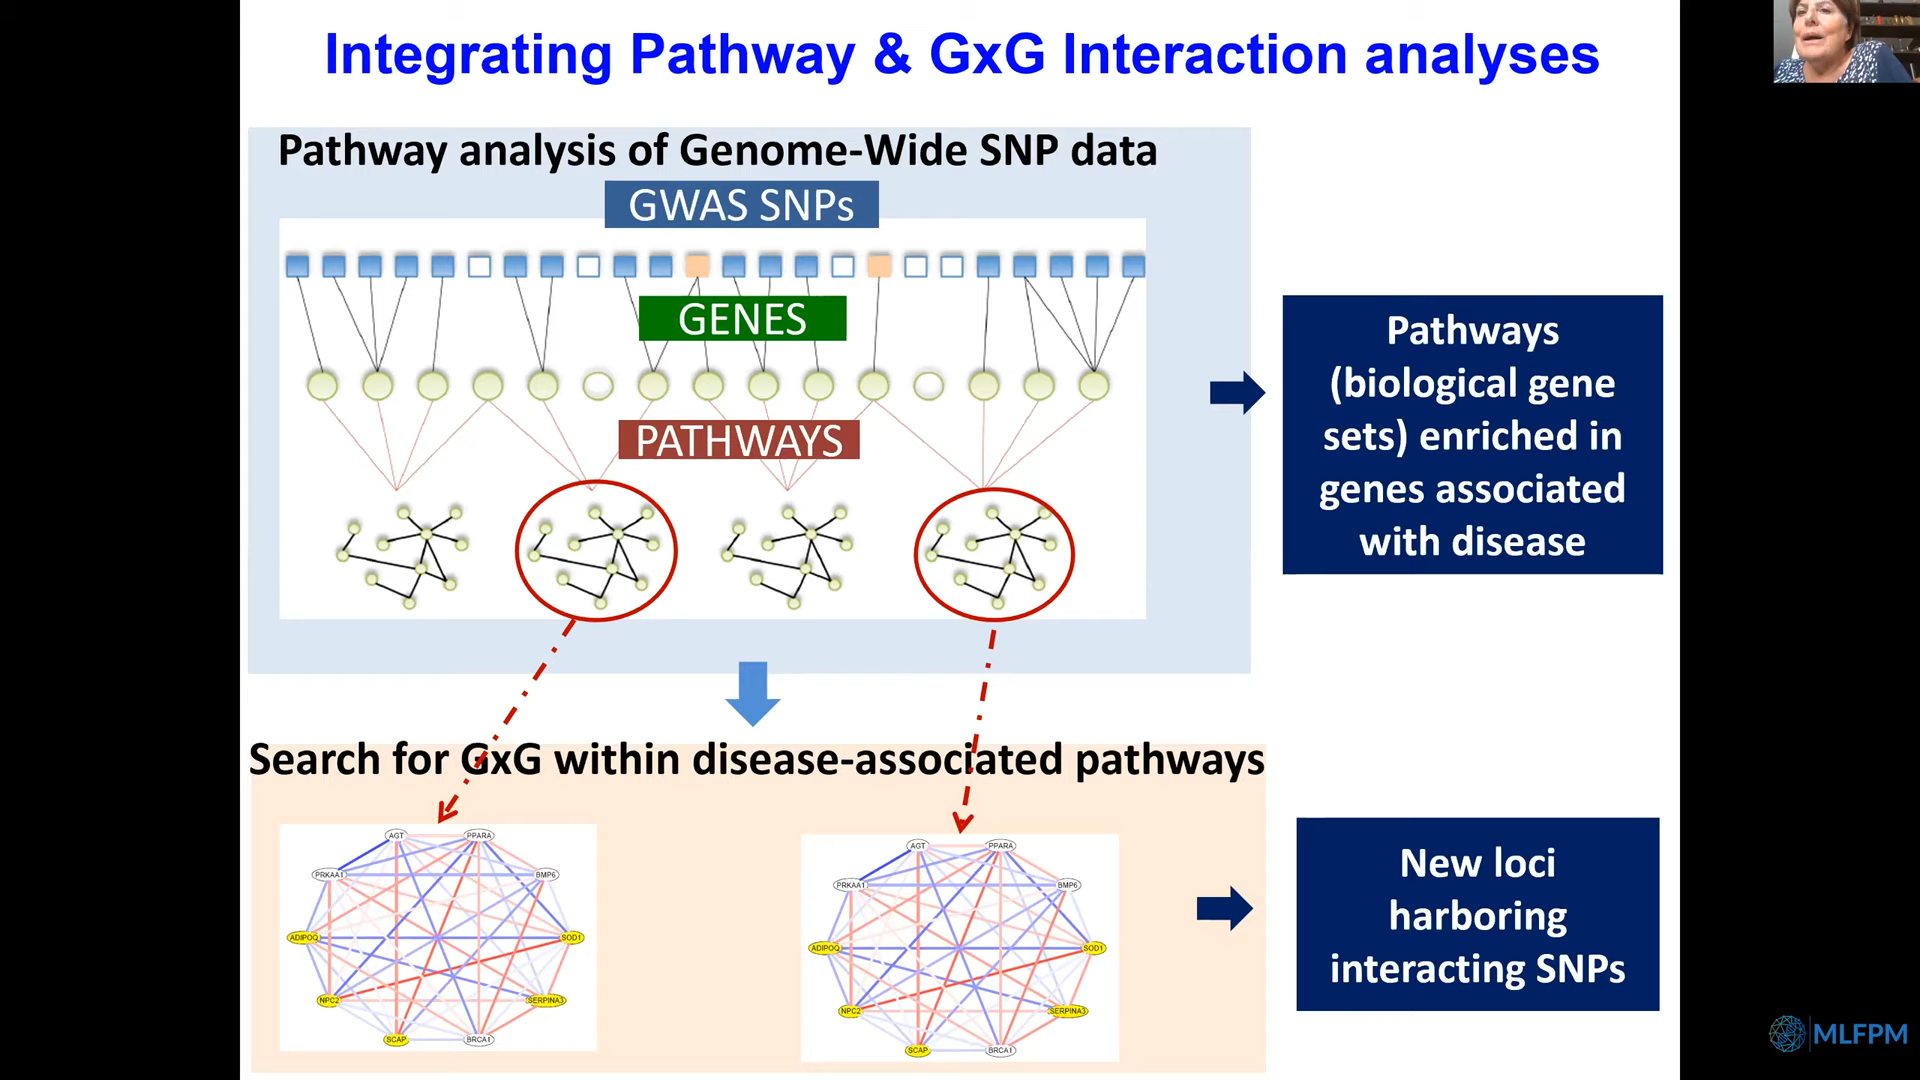 Integrating Pathway & GxG Interaction analyses
Pathway analysis of Genome-Wide SNP data
GWAS SNPs
GENES
PATHWAYS
Pathways
(biological gene
sets) enriched in
genes associated
with disease
Search for GxG within disease-associated pathways
AGT
PPARA
PRKAA1
BMP6
ADIPOQ
SOD1
NPC2
SERPINA3
SCAP
BRCA1
AGT
PPARA
PRKAA1
BMP6
ADIPOQ
SOD1
NPC2
SERPINA3
SCAP
BRCA1
New loci
harboring
interacting SNPs
MLFPM